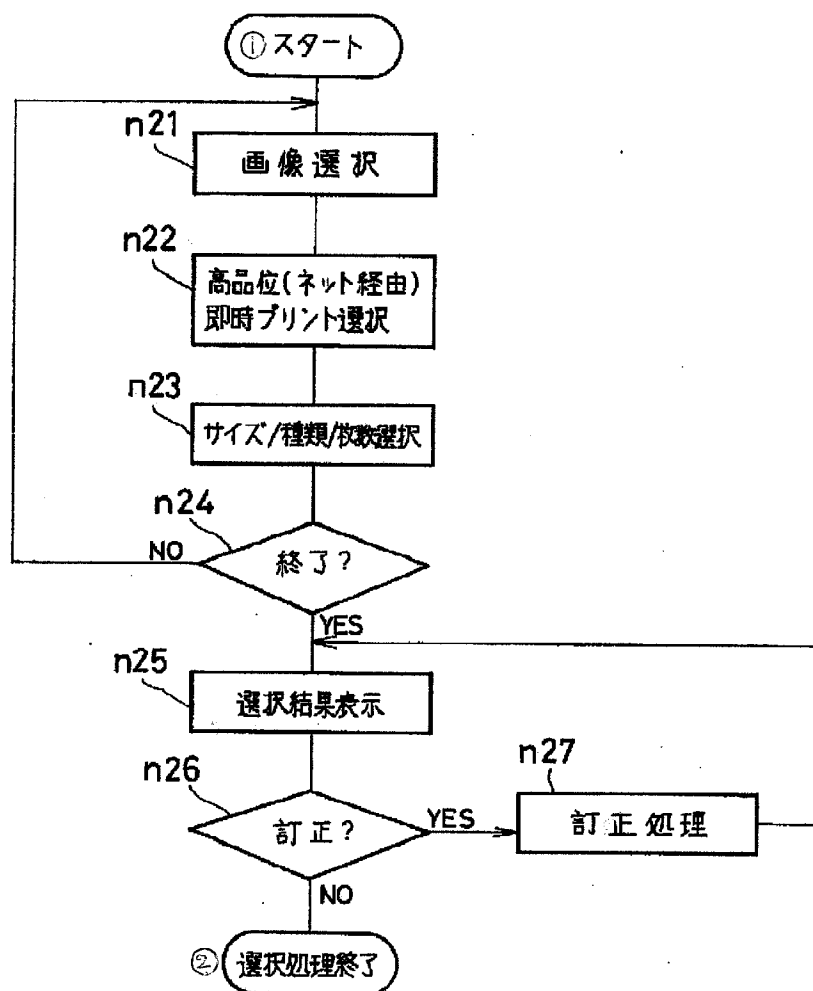 ①スタート
n21
画像選択
n22
高品位(ネット経由)
即時プリント選択
n23
サイズ/種類/枚数選択
n24
終了?
NO
YES
n25
選択結果表示
n26
訂正?
YES
n27
訂正処理
NO
②選択処理終了